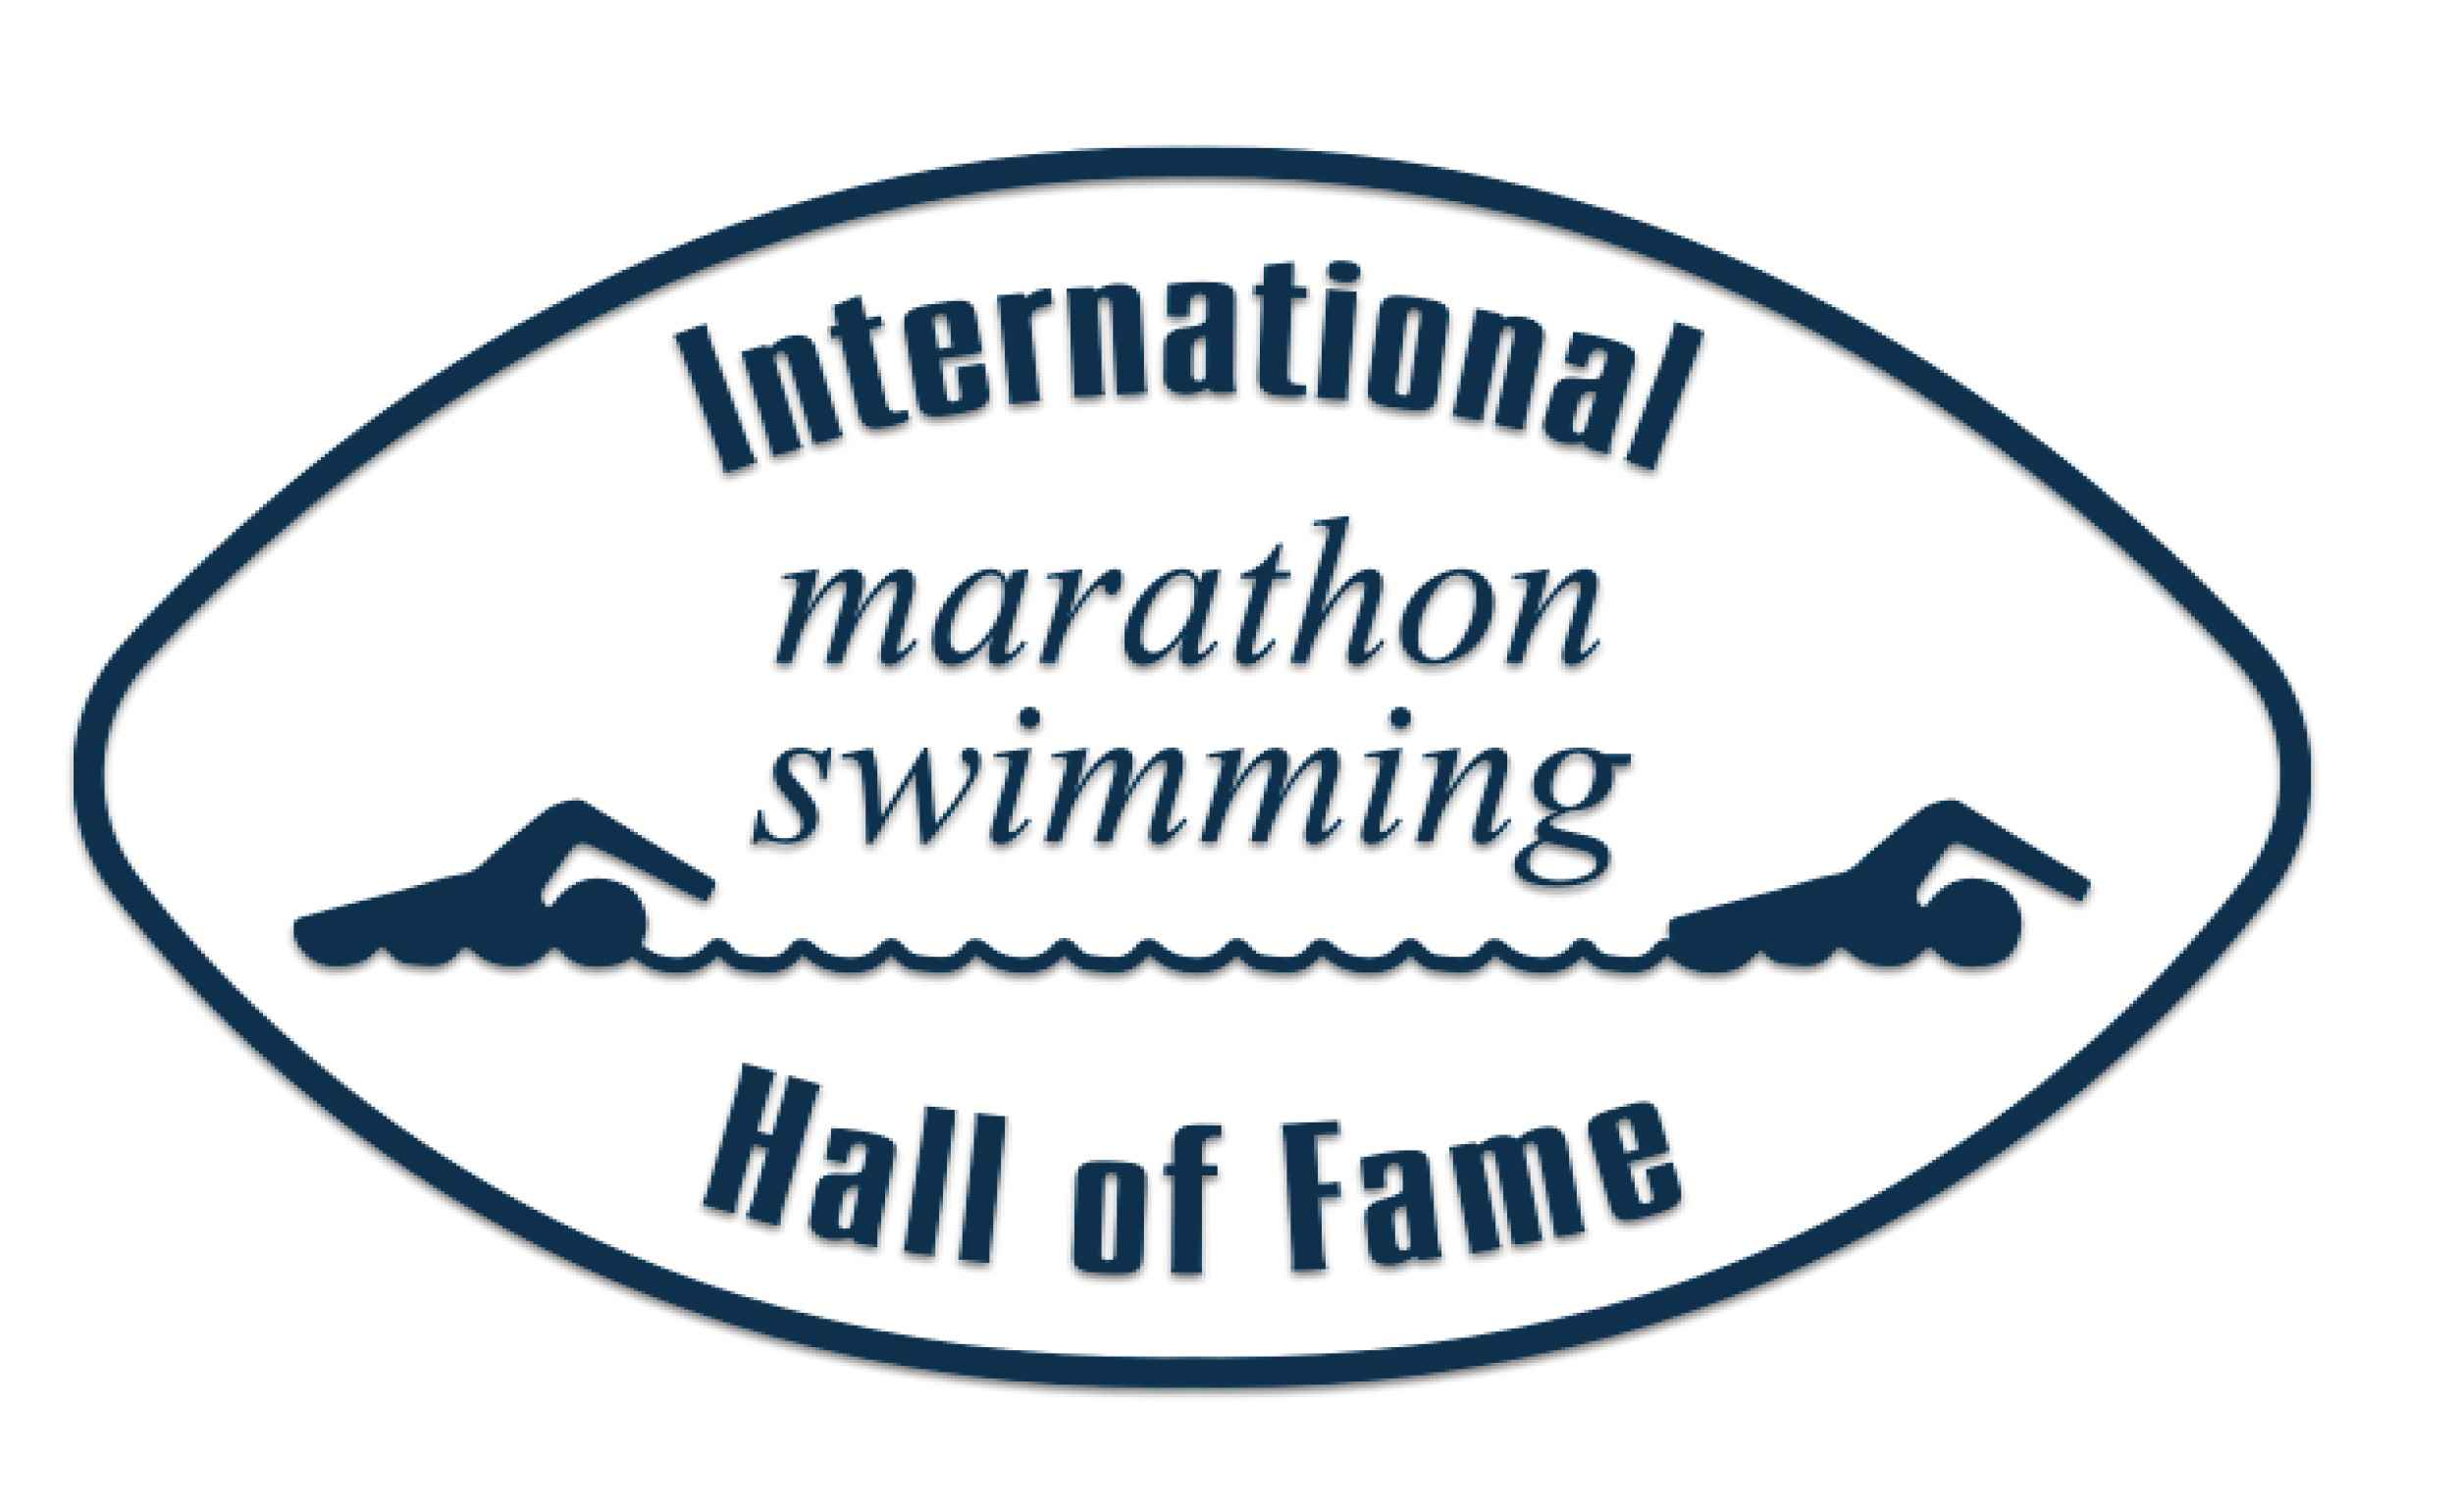 International
marathon
swimming
Hall of Fame